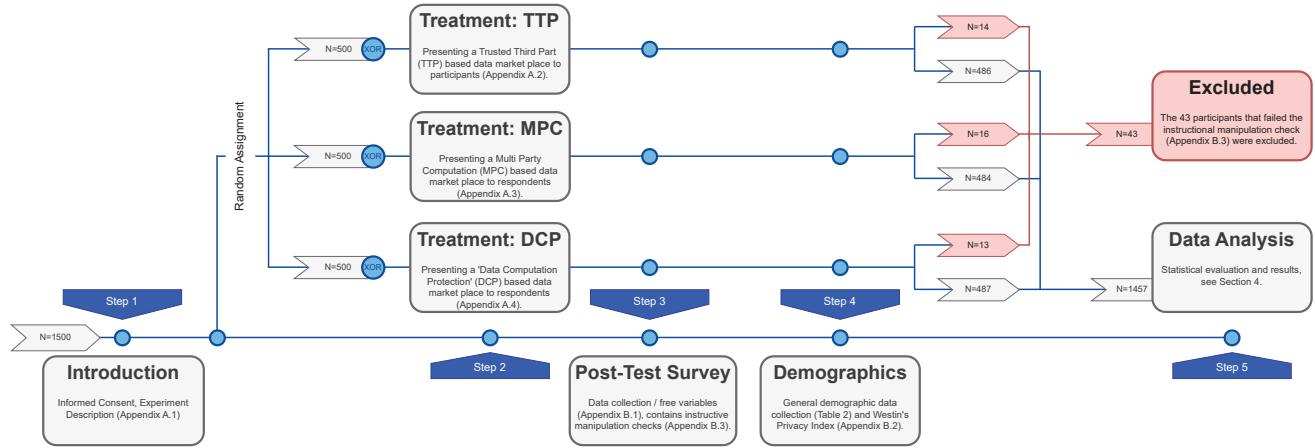 Treatment: TTP
Presenting a Trusted Third Part
(TTP) based data market place to
participants (Appendix A.2).
N=500
XOR
N=14
N=486
Treatment: MPC
Presenting a Multi Party
Computation (MPC) based data
market place to respondents
(Appendix A.3).
Random Assignment
N=500
XOR
N=16
N=484
N=43
Excluded
The 43 participants that failed the
instructional manipulation check
(Appendix B.3) were excluded.
Treatment: DCP
Presenting a 'Data Computation
Protection' (DCP) based data
market place to respondents
(Appendix A.4).
N=500
XOR
N=13
N=487
N=1457
Data Analysis
Statistical evaluation and results,
see Section 4.
Step 1
Step 3
Step 4
N=1500
Step 2
Step 5
Introduction
Informed Consent, Experiment
Description (Appendix A.1)
Post-Test Survey
Data collection / free variables
(Appendix B.1), contains instructive
manipulation checks (Appendix B.3).
Demographics
General demographic data
collection (Table 2) and Westin's
Privacy Index (Appendix B.2).